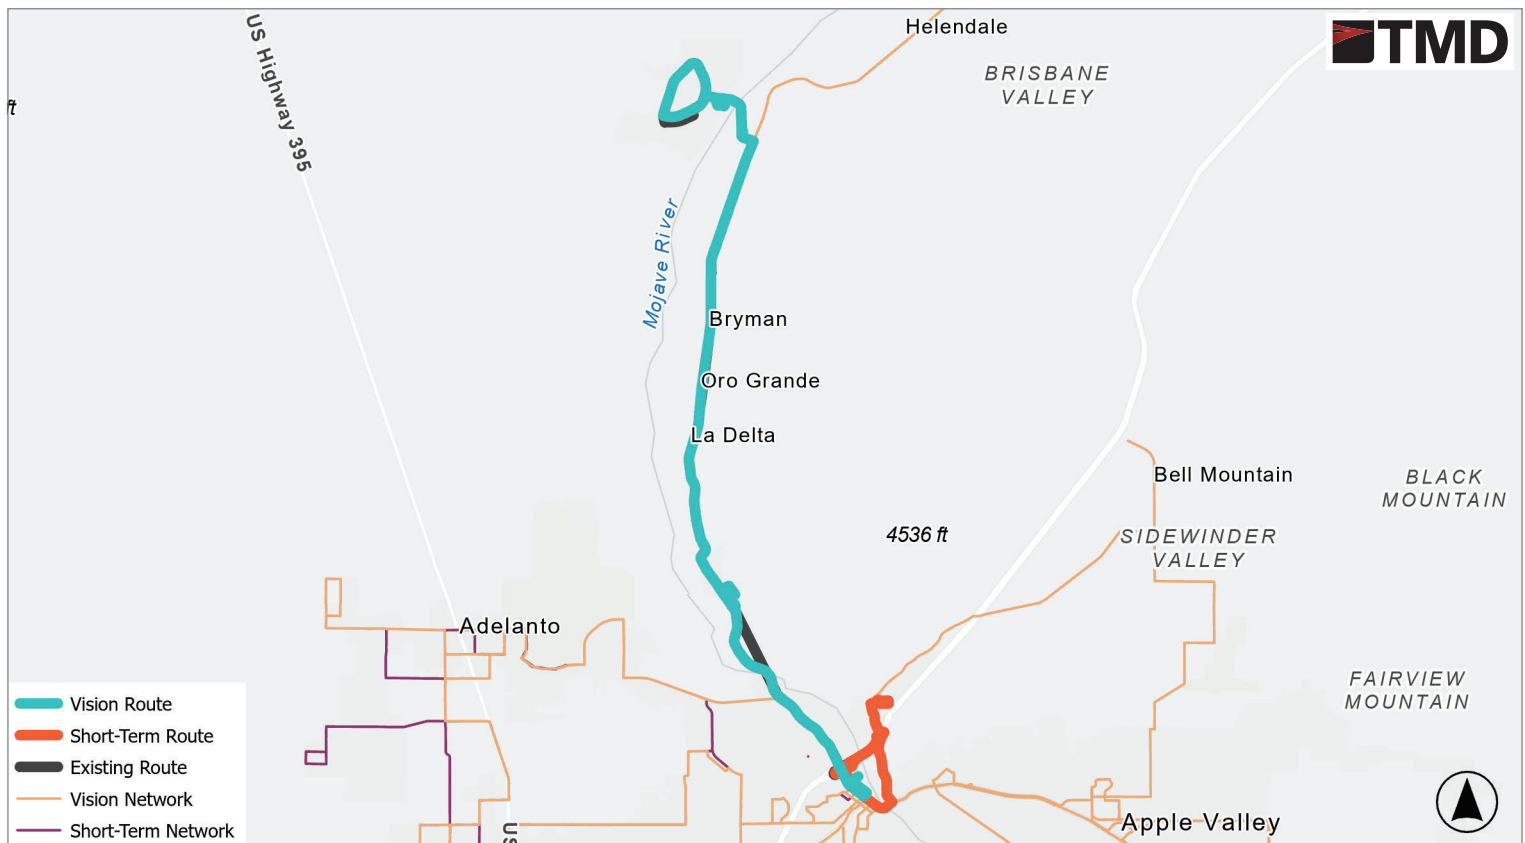 US Highway 395
Helendale
TMD
BRISBANE
VALLEY
ft
Mojave River
Bryman
Oro Grande
La Delta
Bell Mountain
BLACK
MOUNTAIN
4536 ft
SIDEWINDER
VALLEY
Adelanto
FAIRVIEW
MOUNTAIN
Vision Route
Short-Term Route
Existing Route
Vision Network
Short-Term Network
US
Apple Valley